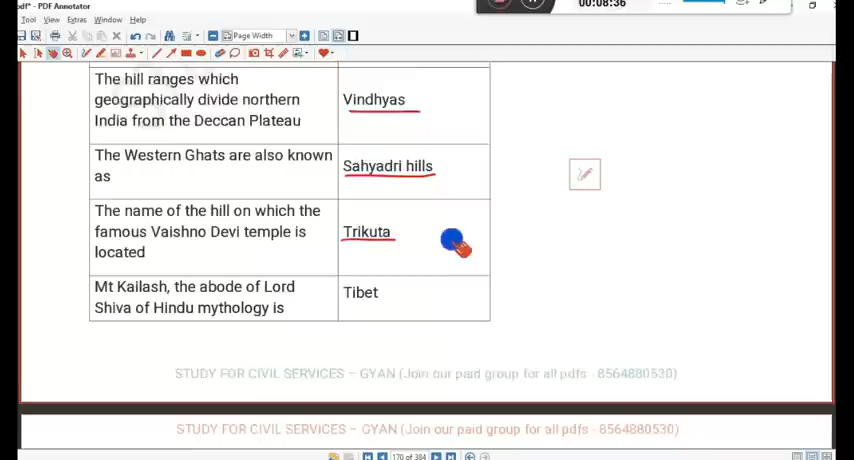 pdf* - PDF Annotator
00:08:36
Tool View Extras Window Help
Page Width
The hill ranges which
geographically divide northern
India from the Deccan Plateau
Vindhyas
The Western Ghats are also known
as
Sahyadri hills
The name of the hill on which the
famous Vaishno Devi temple is
located
Trikuta
Mt Kailash, the abode of Lord
Shiva of Hindu mythology is
Tibet
STUDY FOR CIVIL SERVICES – GYAN (Join our paid group for all pdfs - 8564880530)
STUDY FOR CIVIL SERVICES – GYAN (Join our paid group for all pdfs - 8564880530)
170 of 384